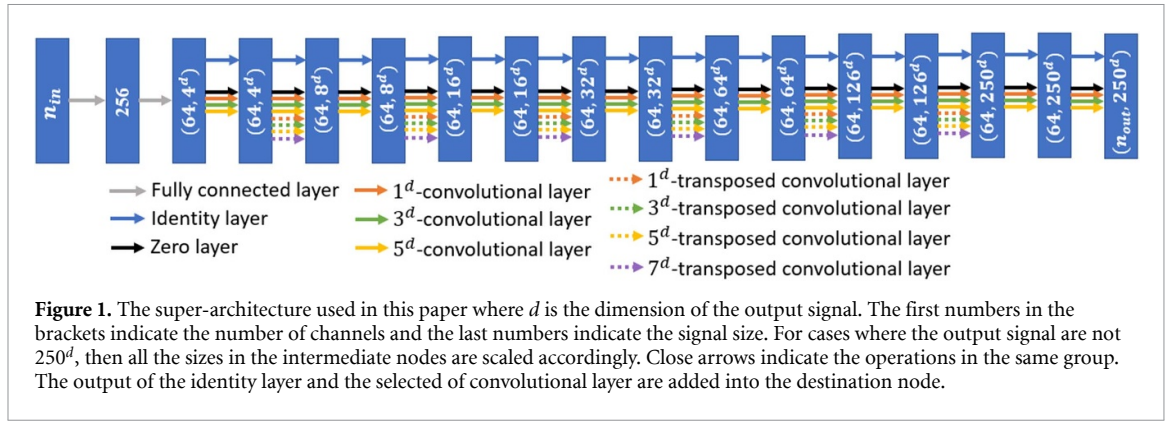 n_in
256
(64, 4^d)
(64, 4^d)
(64, 8^d)
(64, 8^d)
(64, 16^d)
(64, 16^d)
(64, 32^d)
(64, 32^d)
(64, 64^d)
(64, 64^d)
(64, 126^d)
(64, 126^d)
(64, 250^d)
(64, 250^d)
(n_out, 250^d)
Fully connected layer
Identity layer
Zero layer
1^d-convolutional layer
3^d-convolutional layer
5^d-convolutional layer
1^d-transposed convolutional layer
3^d-transposed convolutional layer
5^d-transposed convolutional layer
7^d-transposed convolutional layer
Figure 1. The super-architecture used in this paper where d is the dimension of the output signal. The first numbers in the
brackets indicate the number of channels and the last numbers indicate the signal size. For cases where the output signal are not
250^d, then all the sizes in the intermediate nodes are scaled accordingly. Close arrows indicate the operations in the same group.
The output of the identity layer and the selected of convolutional layer are added into the destination node.